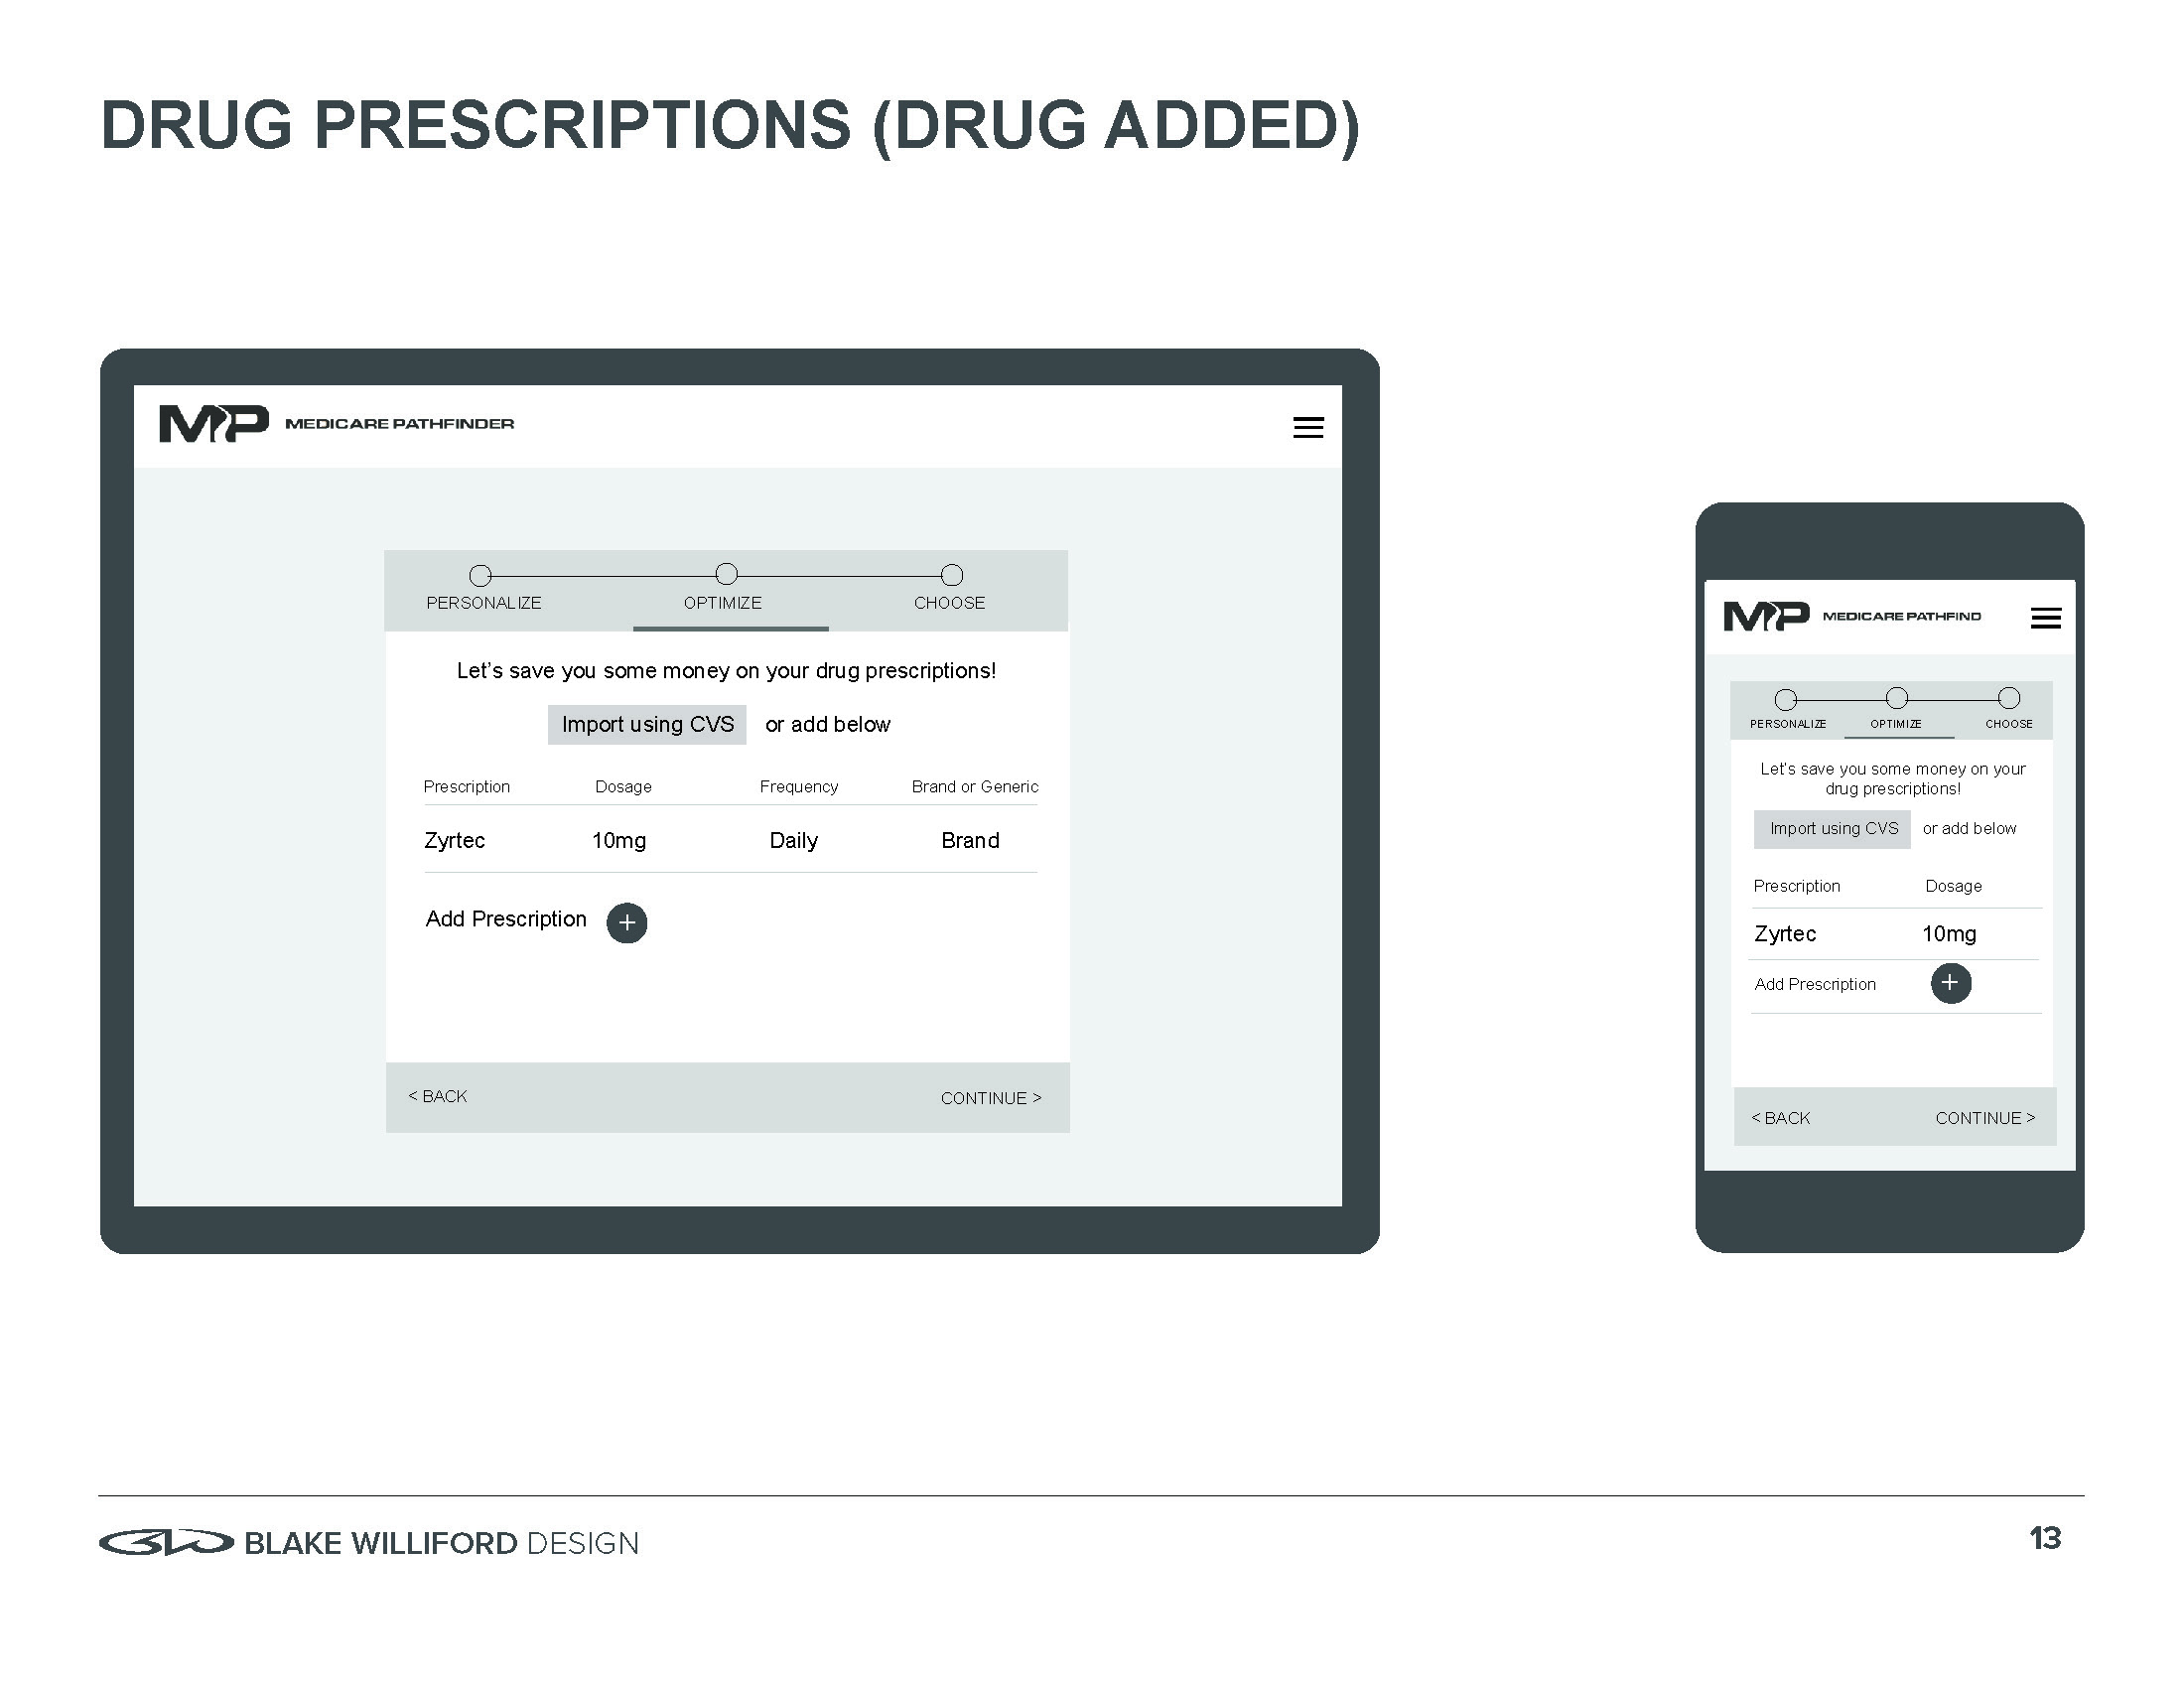 DRUG PRESCRIPTIONS (DRUG ADDED)
MP MEDICARE PATHFINDER
PERSONALIZE OPTIMIZE CHOOSE
Let’s save you some money on your drug prescriptions!
Import using CVS or add below
Prescription Dosage Frequency Brand or Generic
Zyrtec 10mg Daily Brand
Add Prescription +
< BACK CONTINUE >
MP MEDICARE PATHFIND
PERSONALIZE OPTIMIZE CHOOSE
Let’s save you some money on your
drug prescriptions!
Import using CVS or add below
Prescription Dosage
Zyrtec 10mg
Add Prescription +
< BACK CONTINUE >
BW BLAKE WILLIFORD DESIGN
13